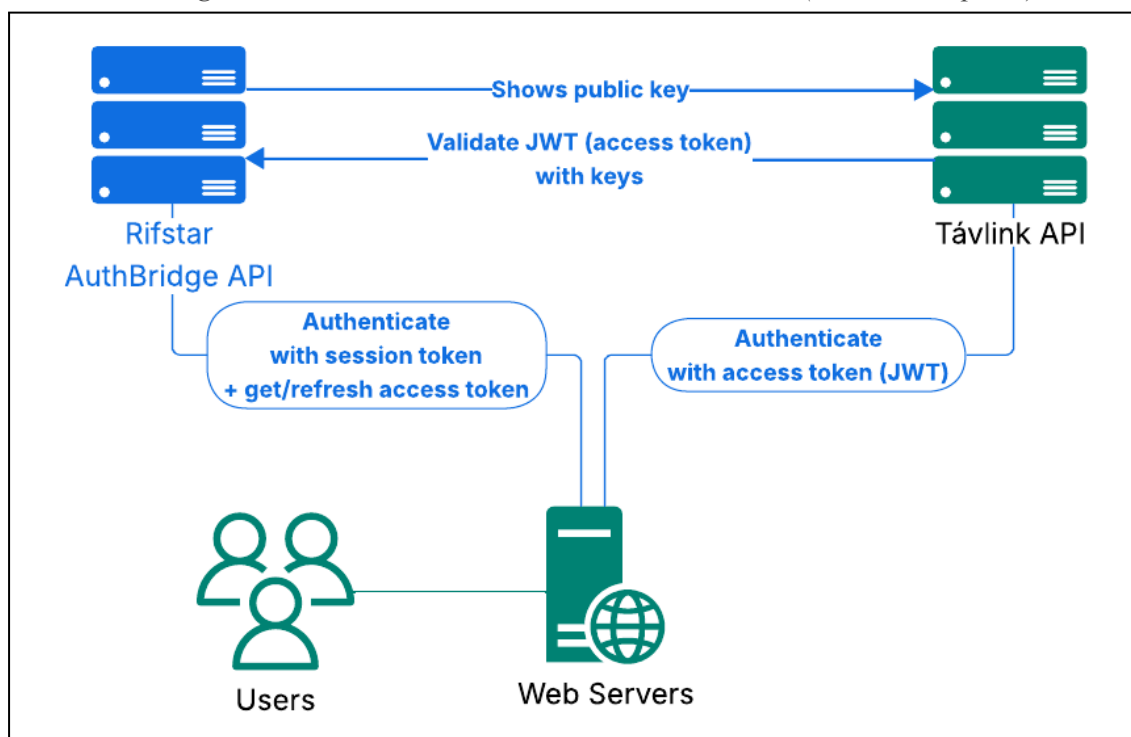 Shows public key
Validate JWT (access token)
with keys
Rifstar
AuthBridge API
Távlink API
Authenticate
with session token
+ get/refresh access token
Authenticate
with access token (JWT)
Users
Web Servers